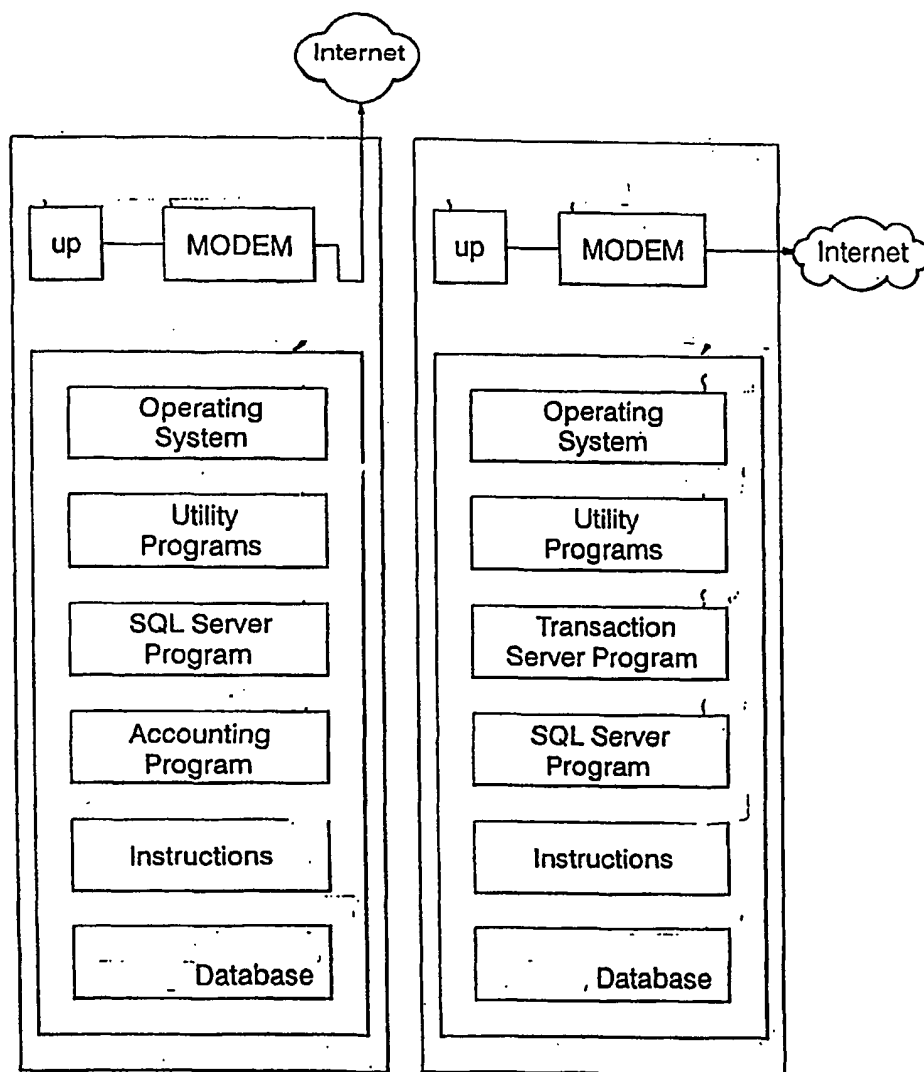 Internet
up
MODEM
Operating
System
Utility
Programs
SQL Server
Program
Accounting
Program
Instructions
Database
up
MODEM
Internet
Operating
System
Utility
Programs
Transaction
Server Program
SQL Server
Program
Instructions
Database